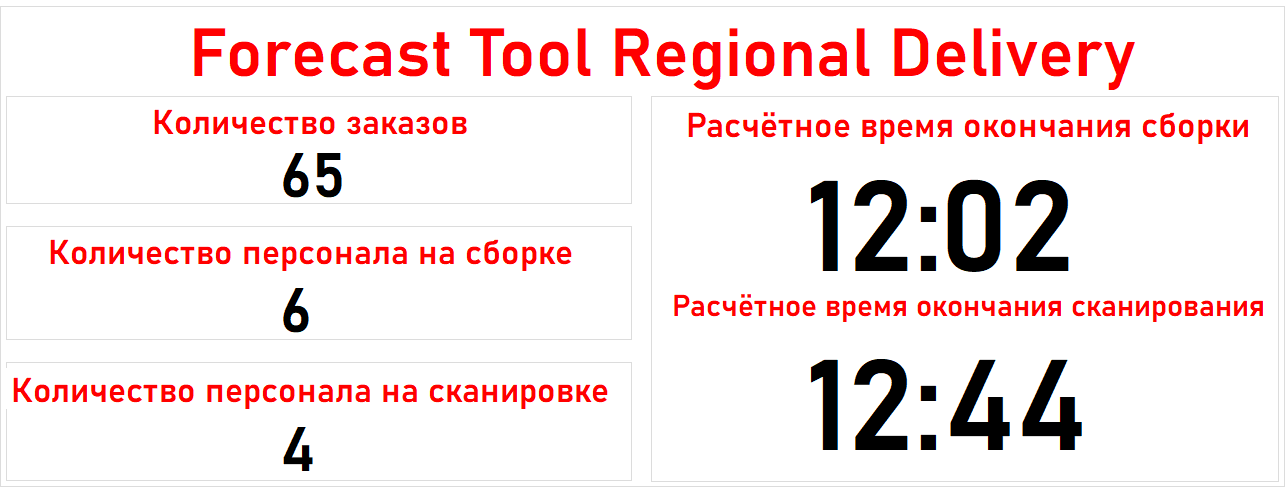 Forecast Tool Regional Delivery
Количество заказов
65
Количество персонала на сборке
6
Количество персонала на сканировке
4
Расчётное время окончания сборки
12:02
Расчётное время окончания сканирования
12:44